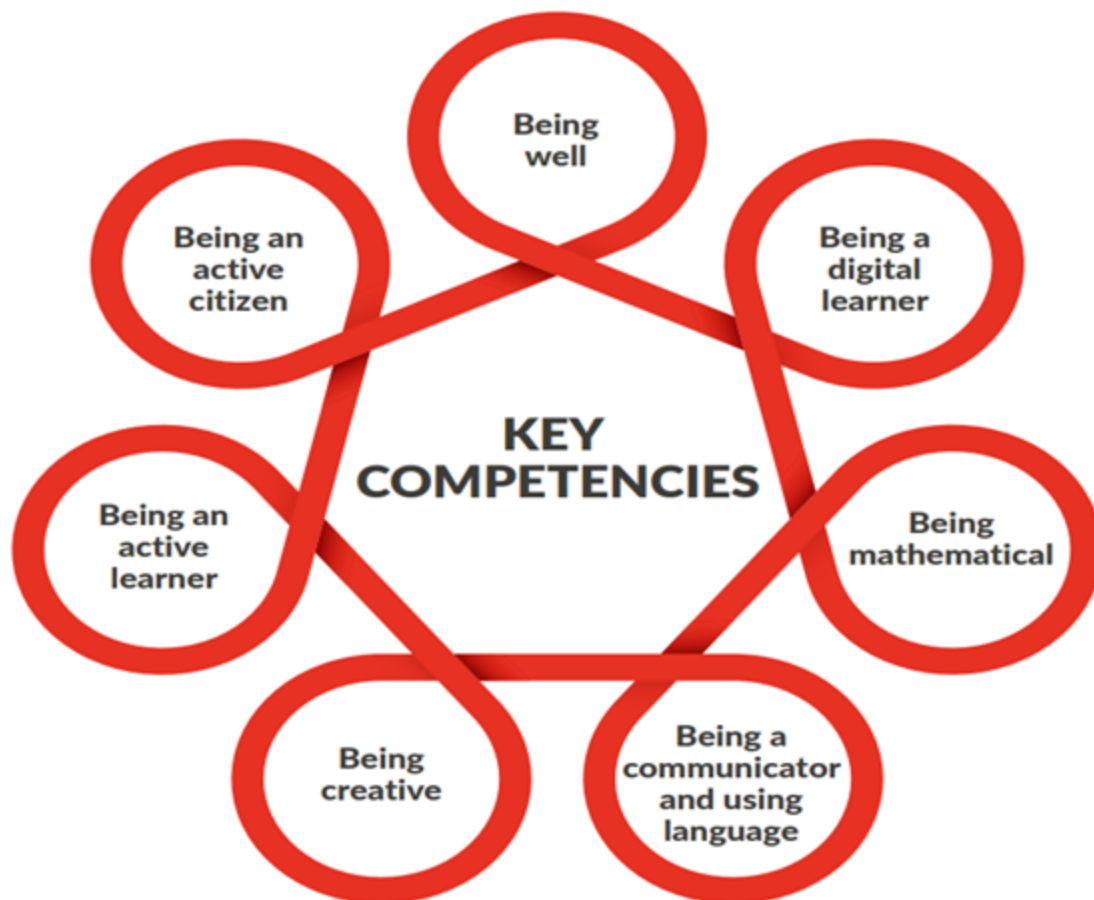 Being
well
Being a
digital
learner
Being
mathematical
Being a
communicator
and using
language
Being
creative
Being an
active
learner
Being an
active
citizen
KEY
COMPETENCIES